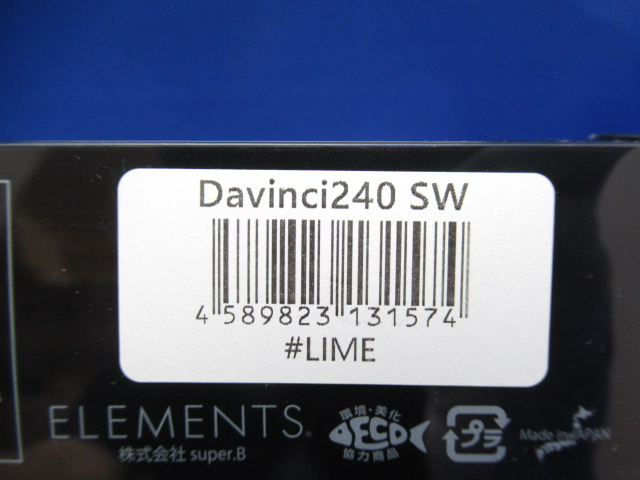 Davinci240 SW
4 589823 131574
#LIME
ELEMENTS®
株式会社 super.B
環境・美化
ECO
協力商品
プラ
Made in JAPAN